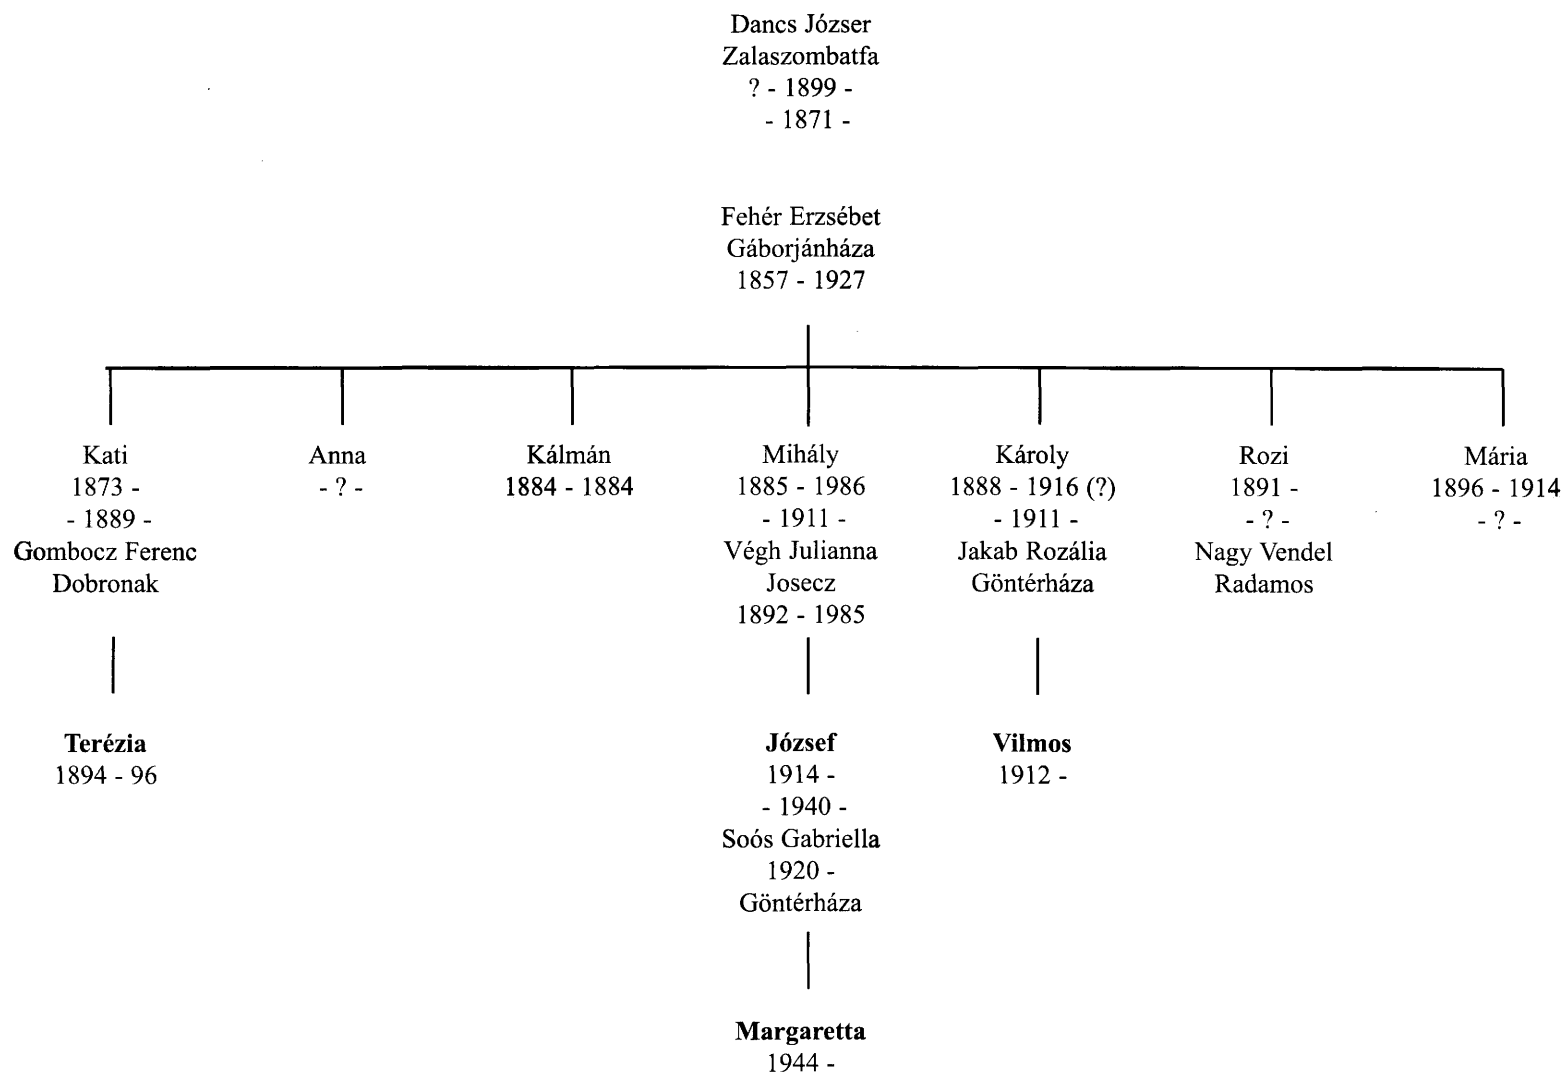 Dancs Józser
Zalaszombatfa
? - 1899 -
- 1871 -
Fehér Erzsébet
Gáborjánháza
1857 - 1927
Kati
1873 -
- 1889 -
Gombocz Ferenc
Dobronak
Anna
- ? -
Kálmán
1884 - 1884
Mihály
1885 - 1986
- 1911 -
Végh Julianna
Josecz
1892 - 1985
Károly
1888 - 1916 (?)
- 1911 -
Jakab Rozália
Göntérháza
Rozi
1891 -
- ? -
Nagy Vendel
Radamos
Mária
1896 - 1914
- ? -
Terézia
1894 - 96
József
1914 -
- 1940 -
Soós Gabriella
1920 -
Göntérháza
Vilmos
1912 -
Margaretta
1944 -